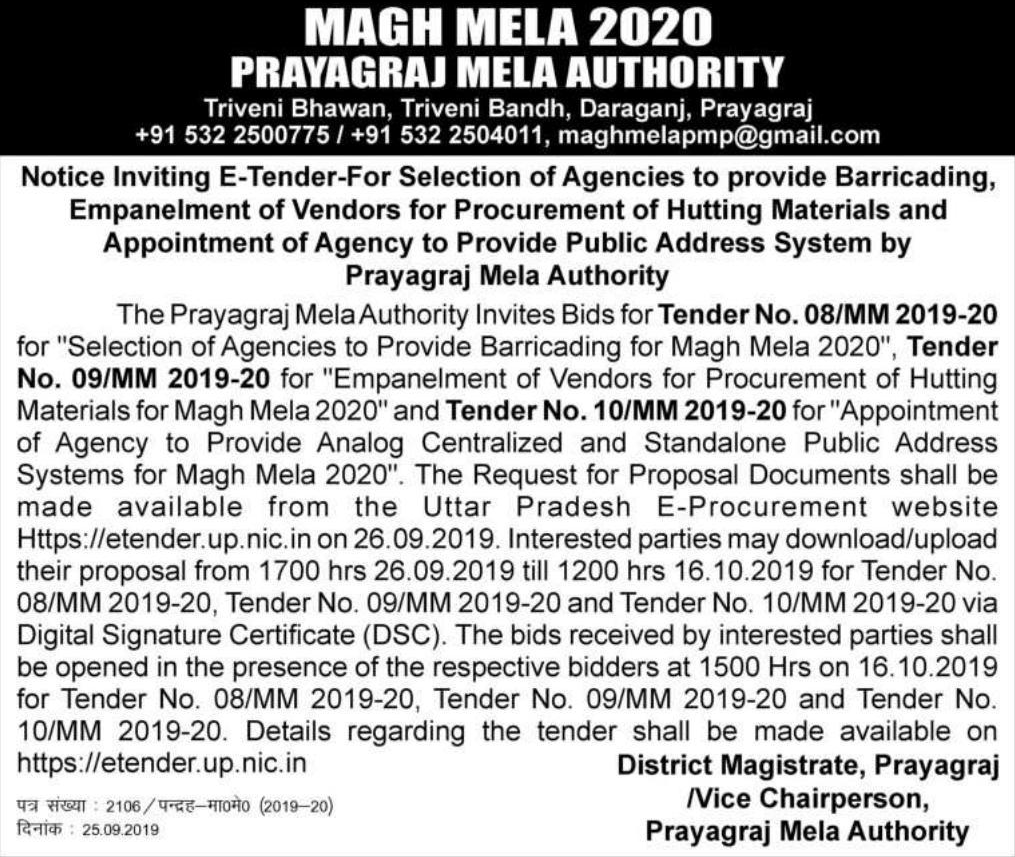 MAGH MELA 2020
PRAYAGRAJ MELA AUTHORITY
Triveni Bhawan, Triveni Bandh, Daraganj, Prayagraj
+91 532 2500775 / +91 532 2504011, maghmelapmp@gmail.com
Notice Inviting E-Tender-For Selection of Agencies to provide Barricading,
Empanelment of Vendors for Procurement of Hutting Materials and
Appointment of Agency to Provide Public Address System by
Prayagraj Mela Authority
The Prayagraj Mela Authority Invites Bids for Tender No. 08/MM 2019-20
for "Selection of Agencies to Provide Barricading for Magh Mela 2020", Tender
No. 09/MM 2019-20 for "Empanelment of Vendors for Procurement of Hutting
Materials for Magh Mela 2020" and Tender No. 10/MM 2019-20 for "Appointment
of Agency to Provide Analog Centralized and Standalone Public Address
Systems for Magh Mela 2020". The Request for Proposal Documents shall be
made available from the Uttar Pradesh E-Procurement website
Https://etender.up.nic.in on 26.09.2019. Interested parties may download/upload
their proposal from 1700 hrs 26.09.2019 till 1200 hrs 16.10.2019 for Tender No.
08/MM 2019-20, Tender No. 09/MM 2019-20 and Tender No. 10/MM 2019-20 via
Digital Signature Certificate (DSC). The bids received by interested parties shall
be opened in the presence of the respective bidders at 1500 Hrs on 16.10.2019
for Tender No. 08/MM 2019-20, Tender No. 09/MM 2019-20 and Tender No.
10/MM 2019-20. Details regarding the tender shall be made available on
https://etender.up.nic.in
District Magistrate, Prayagraj
/Vice Chairperson,
Prayagraj Mela Authority
पत्र संख्या : 2106/पन्द्रह–मा0मे0 (2019–20)
दिनांक : 25.09.2019